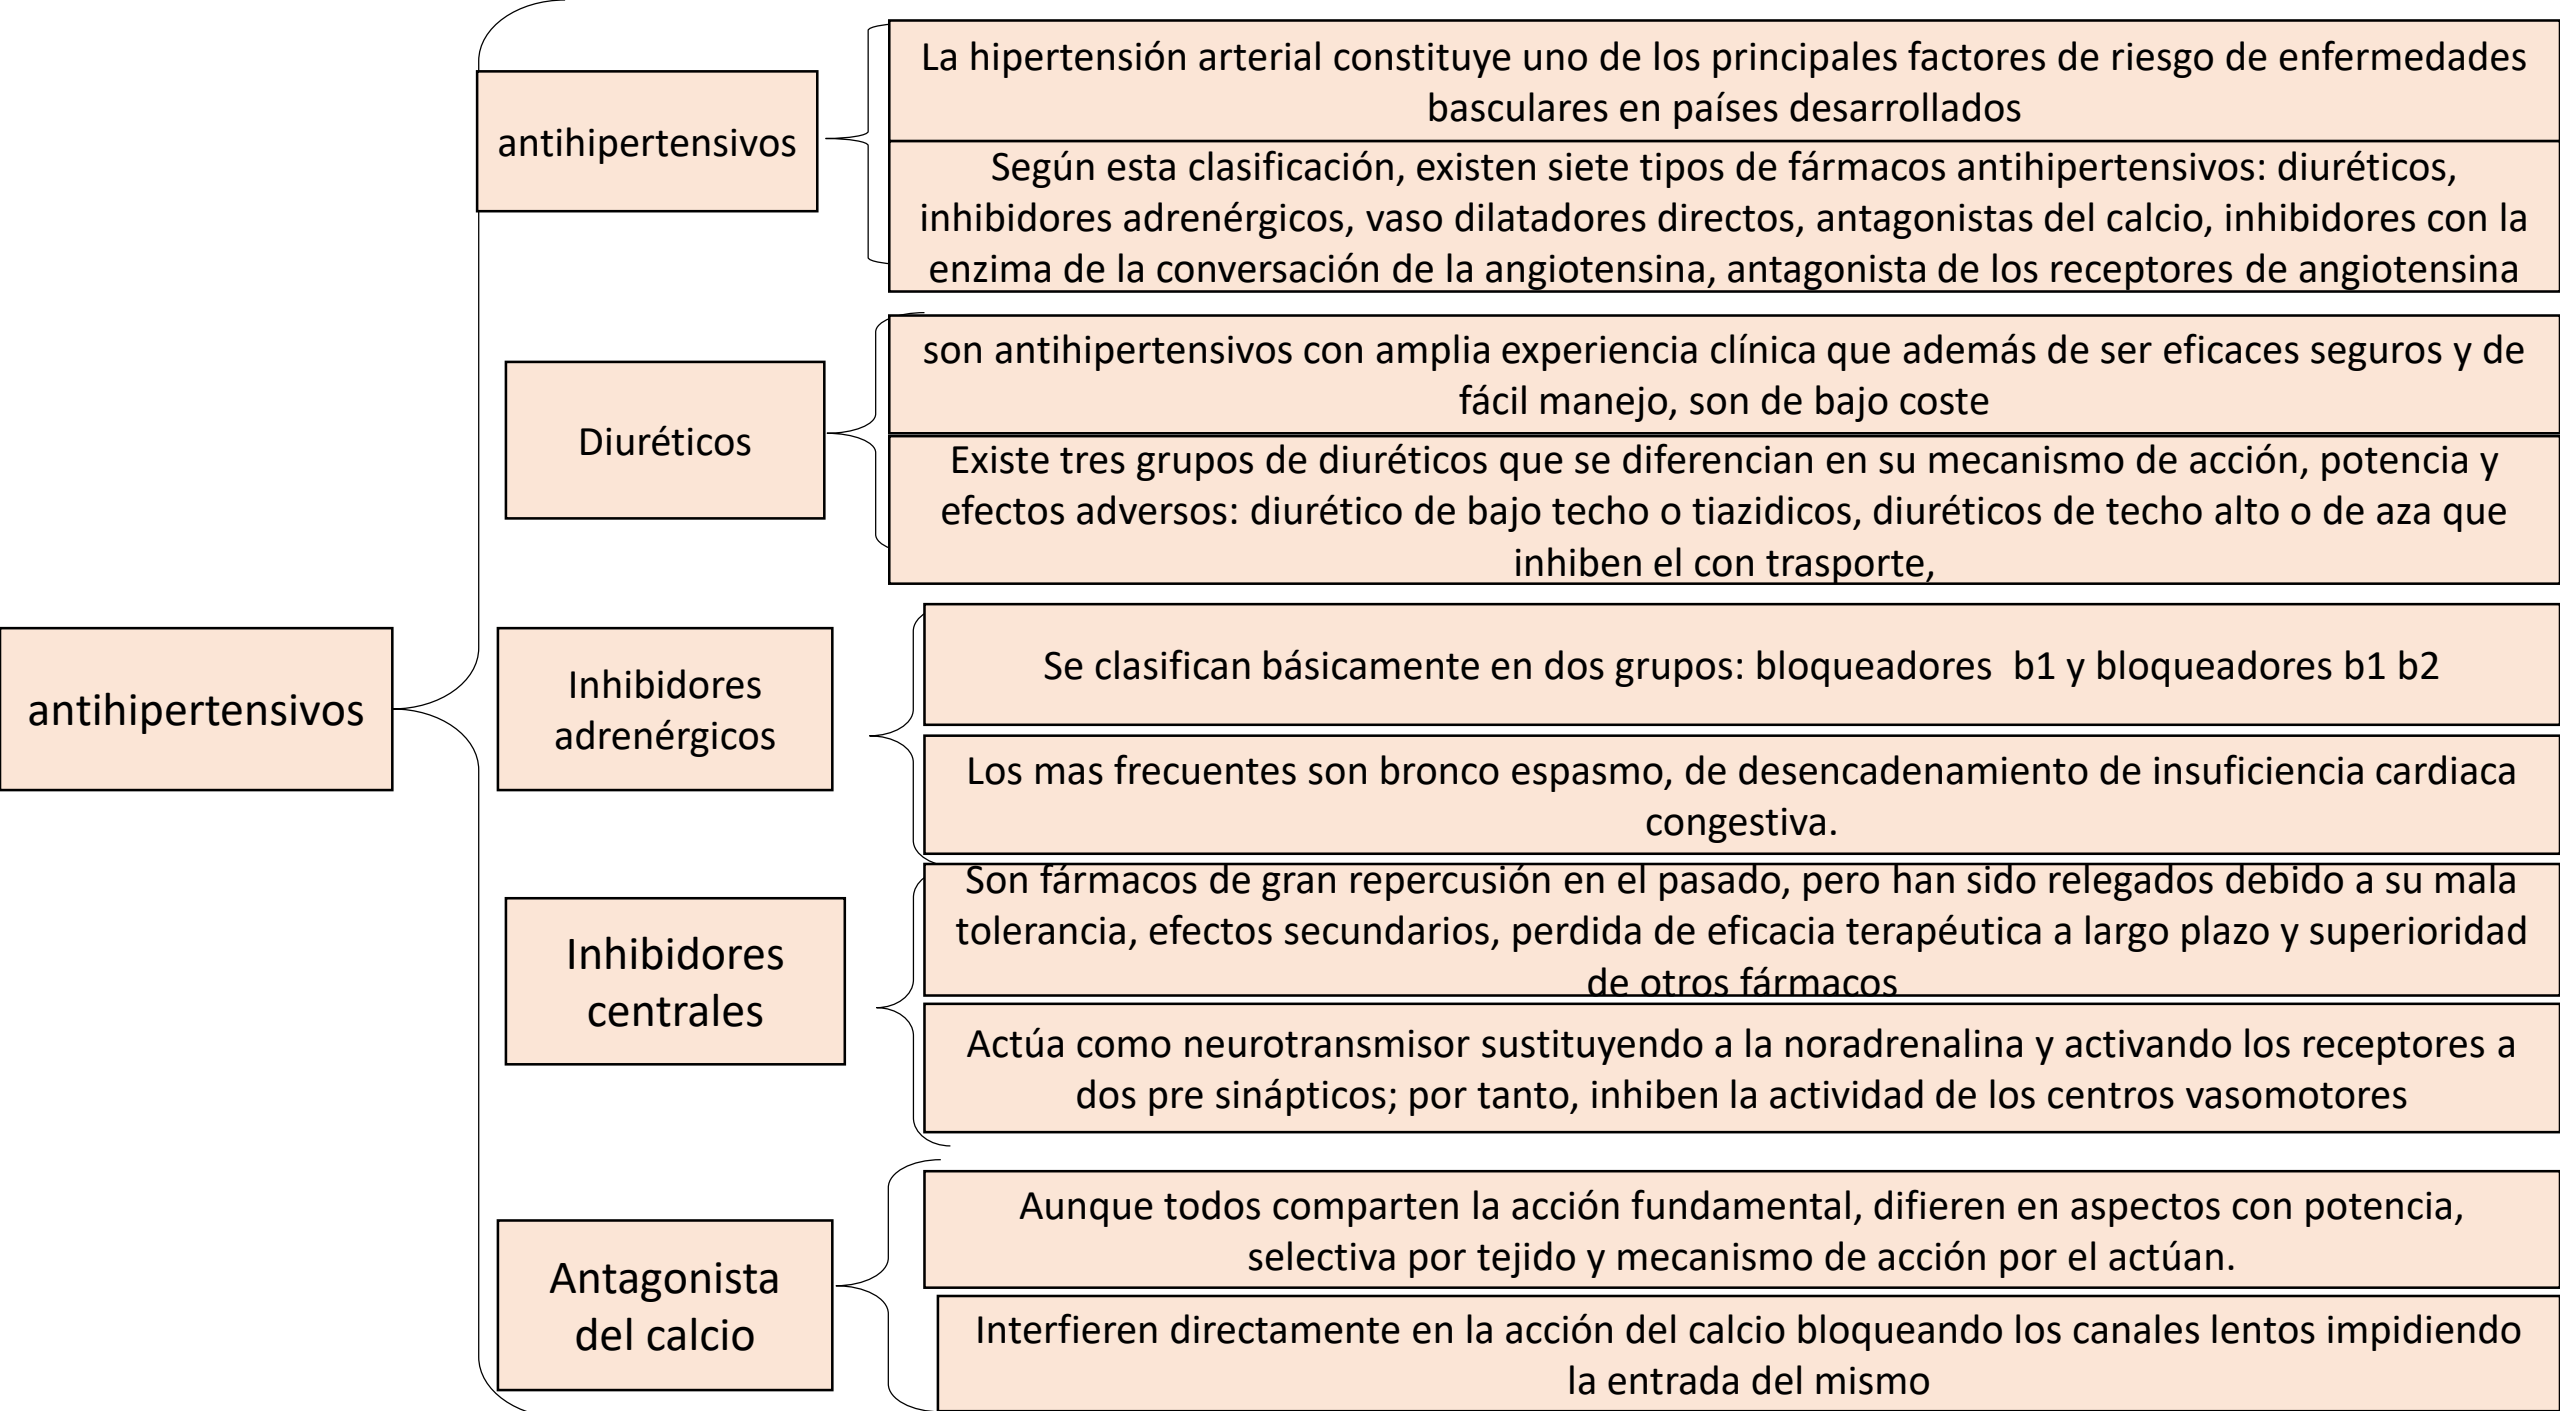 antihipertensivos
antihipertensivos
La hipertensión arterial constituye uno de los principales factores de riesgo de enfermedades
basculares en países desarrollados
Según esta clasificación, existen siete tipos de fármacos antihipertensivos: diuréticos,
inhibidores adrenérgicos, vaso dilatadores directos, antagonistas del calcio, inhibidores con la
enzima de la conversación de la angiotensina, antagonista de los receptores de angiotensina
Diuréticos
son antihipertensivos con amplia experiencia clínica que además de ser eficaces seguros y de
fácil manejo, son de bajo coste
Existe tres grupos de diuréticos que se diferencian en su mecanismo de acción, potencia y
efectos adversos: diurético de bajo techo o tiazidicos, diuréticos de techo alto o de aza que
inhiben el con trasporte,
Inhibidores
adrenérgicos
Se clasifican básicamente en dos grupos: bloqueadores  b1 y bloqueadores b1 b2
Los mas frecuentes son bronco espasmo, de desencadenamiento de insuficiencia cardiaca
congestiva.
Inhibidores
centrales
Son fármacos de gran repercusión en el pasado, pero han sido relegados debido a su mala
tolerancia, efectos secundarios, perdida de eficacia terapéutica a largo plazo y superioridad
de otros fármacos
Actúa como neurotransmisor sustituyendo a la noradrenalina y activando los receptores a
dos pre sinápticos; por tanto, inhiben la actividad de los centros vasomotores
Antagonista
del calcio
Aunque todos comparten la acción fundamental, difieren en aspectos con potencia,
selectiva por tejido y mecanismo de acción por el actúan.
Interfieren directamente en la acción del calcio bloqueando los canales lentos impidiendo
la entrada del mismo